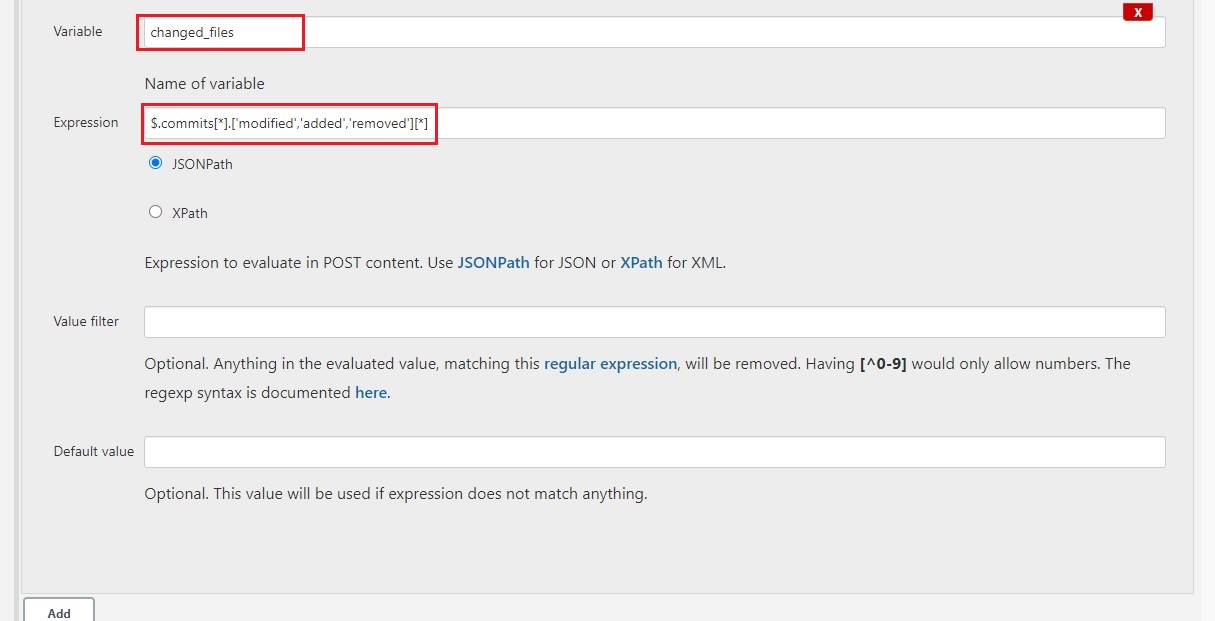 X
Variable
changed_files
Name of variable
Expression
$.commits[*].['modified','added','removed'][*]
JSONPath
XPath
Expression to evaluate in POST content. Use JSONPath for JSON or XPath for XML.
Value filter
Optional. Anything in the evaluated value, matching this regular expression, will be removed. Having [^0-9] would only allow numbers. The
regexp syntax is documented here.
Default value
Optional. This value will be used if expression does not match anything.
Add